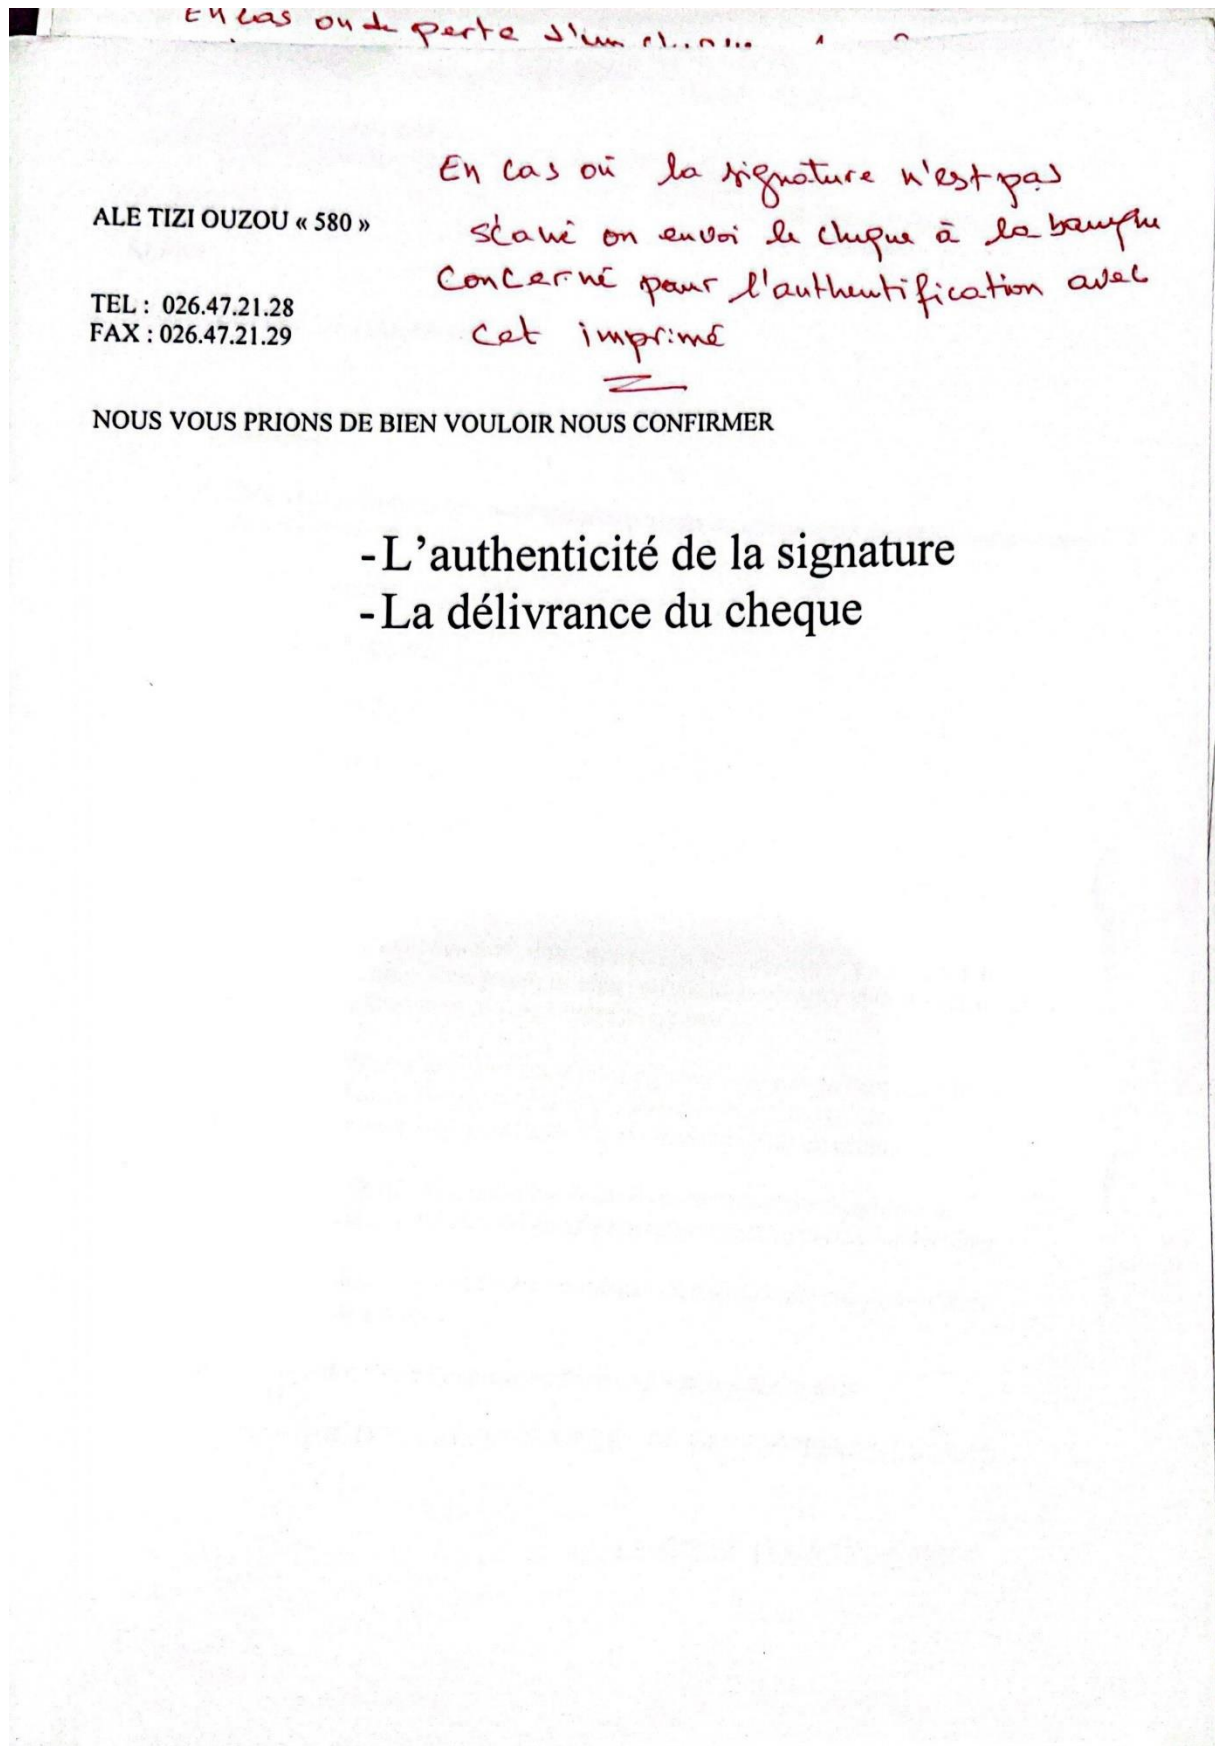 En cas ou de perte d'un
En cas où la signature n'est pas
ALE TIZI OUZOU « 580 »
scané on envoi le cheque à la banque
concerné pour l'authentification avec
TEL : 026.47.21.28
FAX : 026.47.21.29
cet imprimé
NOUS VOUS PRIONS DE BIEN VOULOIR NOUS CONFIRMER
-L'authenticité de la signature
-La délivrance du cheque